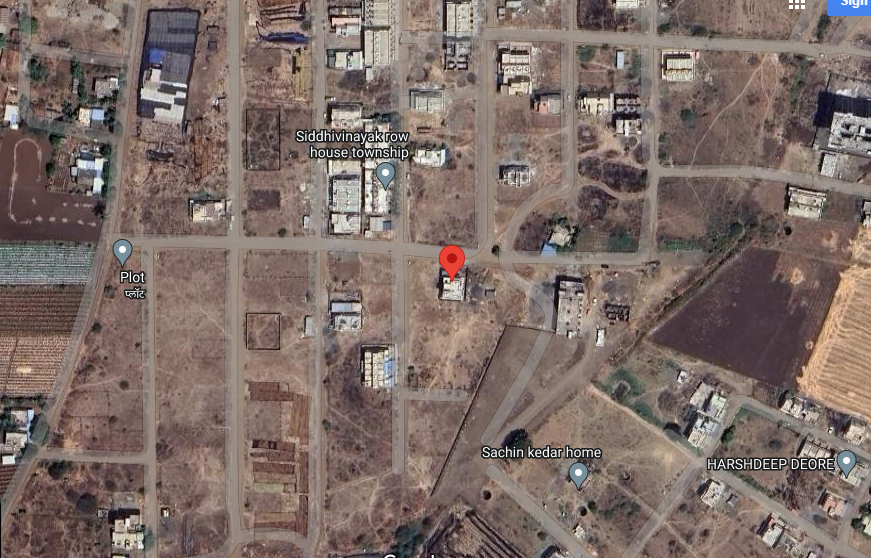 Sign
Siddhivinayak row
house township
Plot
प्लॉट
Sachin kedar home
HARSHDEEP DEORE